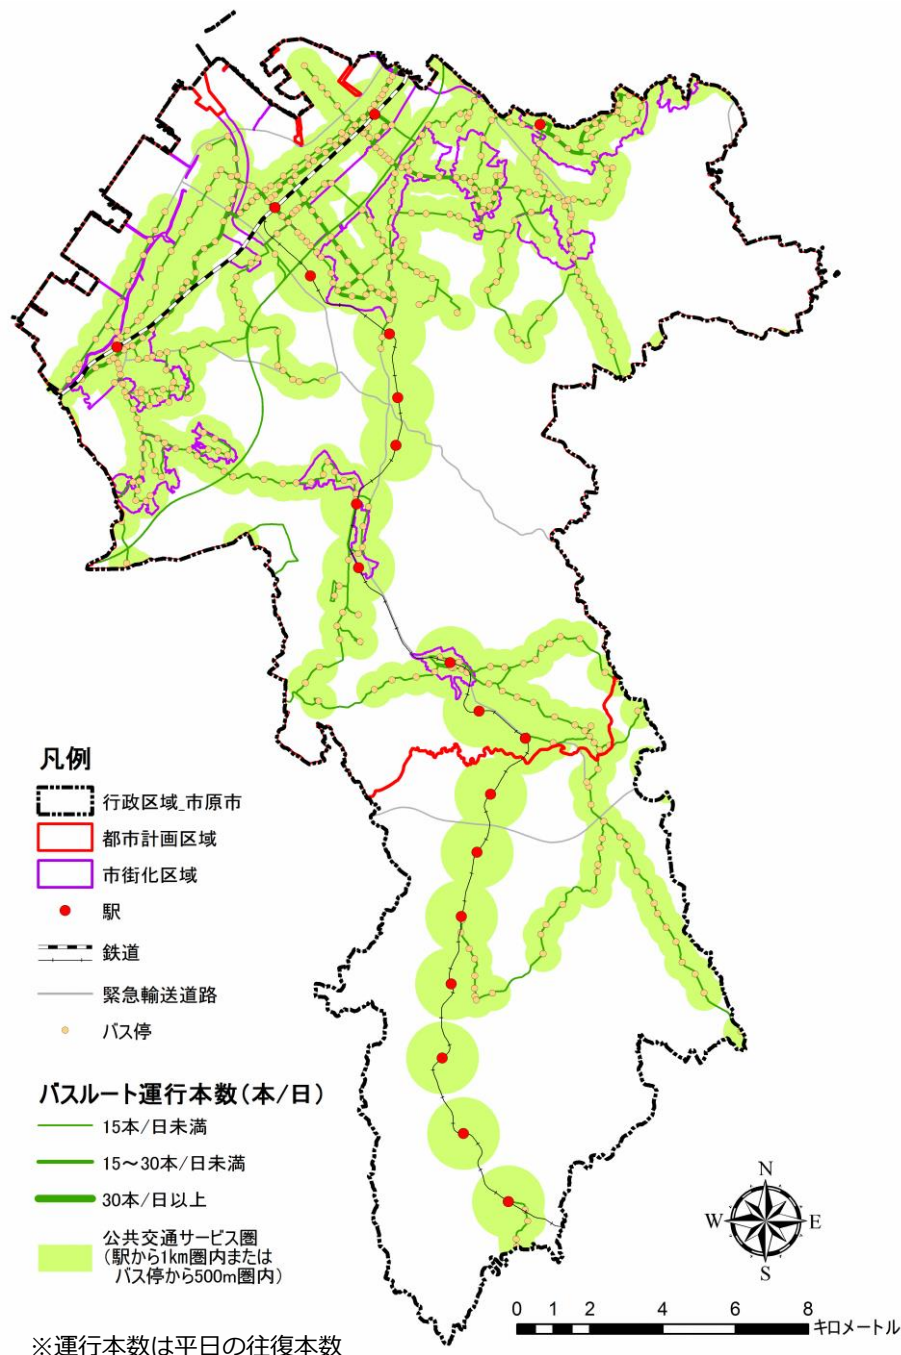 凡例
行政区域_市原市
都市計画区域
市街化区域
駅
鉄道
緊急輸送道路
バス停
バスルート運行本数(本/日)
15本/日未満
15～30本/日未満
30本/日以上
公共交通サービス圏
(駅から1km圏内または
バス停から500m圏内)
※運行本数は平日の往復本数
N
W E
S
0 1 2 4 6 8
キロメートル